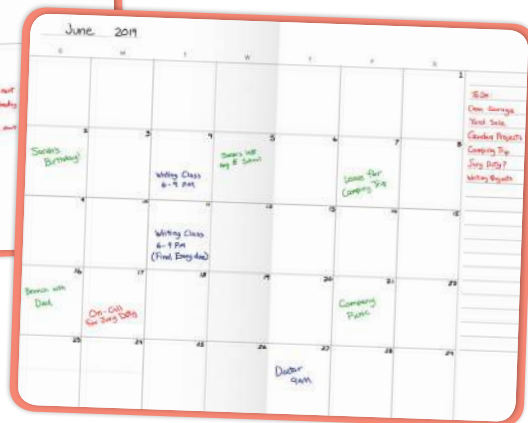 June 2019
S M T W T F S
1
To Do:
Clean Garage
Yard Sale
Garden Projects
Camping Trip
Jury Duty?
Writing Projects
2 3 4 5 6 7 8
Sarah's
Birthday!
Writing Class
6-9 PM
Sarah's last
day of School
Leave for
Camping Trip
9 10 11 12 13 14 15
Writing Class
6-9 PM
(Final Essay due)
16 17 18 19 20 21 22
Brunch with
Dad
On-Call
for Jury Duty
Company
Picnic
23 24 25 26 27 28 29
Doctor
9AM